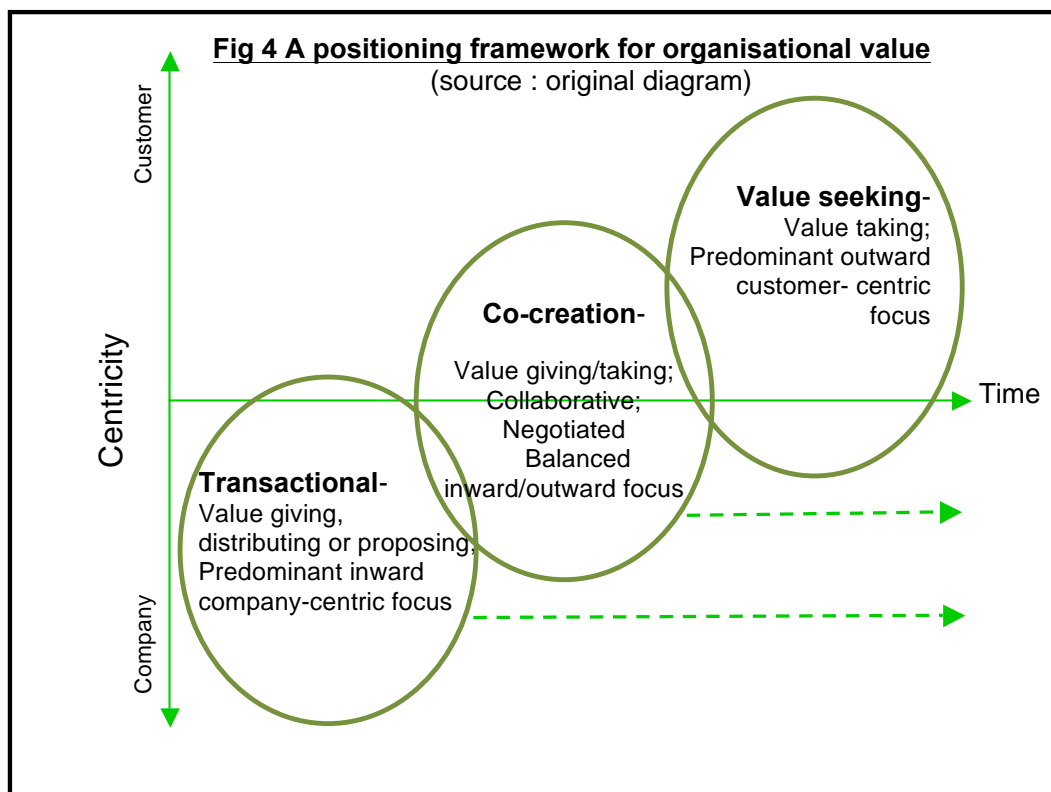 Fig 4 A positioning framework for organisational value
(source : original diagram)
Customer
Value seeking-
Value taking;
Predominant outward
customer- centric
focus
Co-creation-
Value giving/taking;
Collaborative;
Negotiated
Balanced
inward/outward focus
Centricity
Time
Transactional-
Value giving,
distributing or proposing,
Predominant inward
company-centric focus
Company